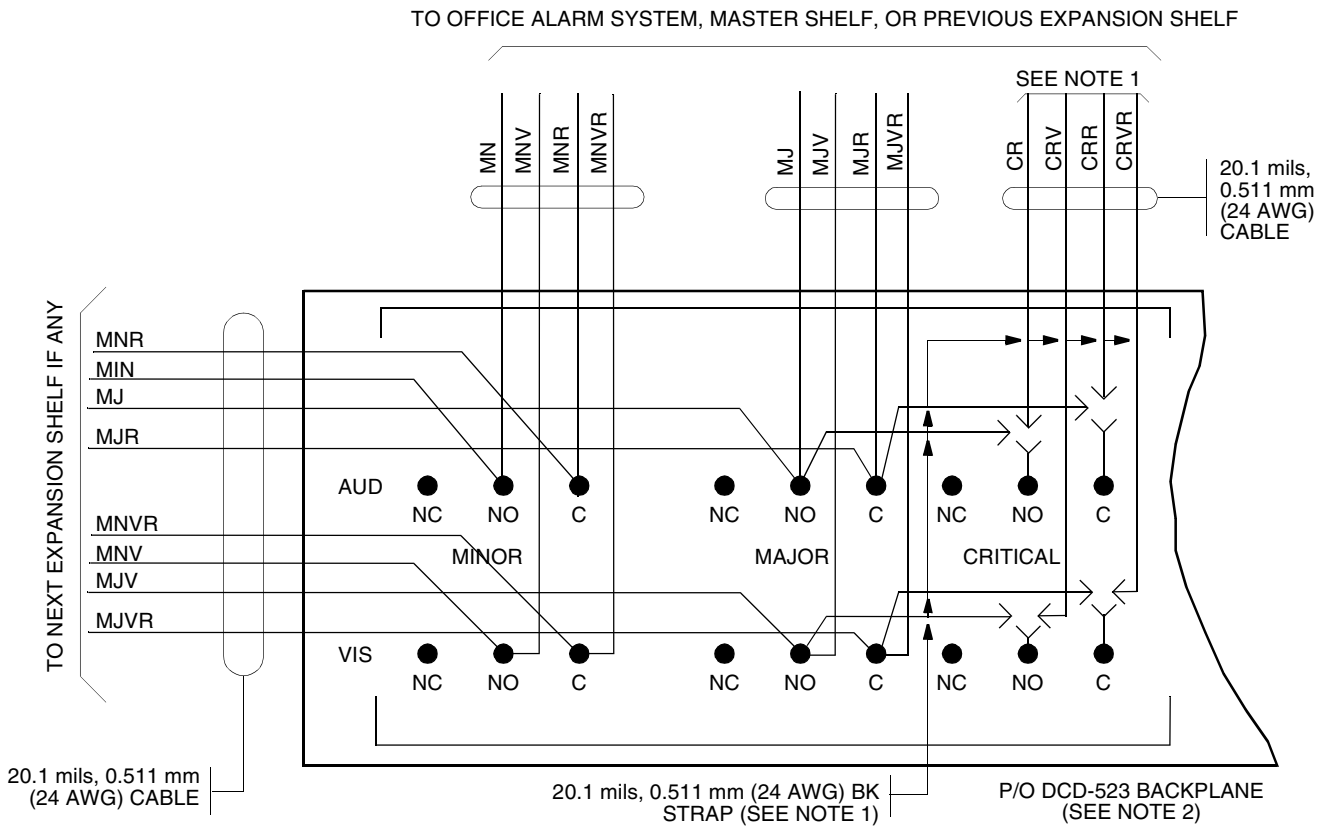 TO OFFICE ALARM SYSTEM, MASTER SHELF, OR PREVIOUS EXPANSION SHELF
SEE NOTE 1
MN
MNV
MNR
MNVR
MJ
MJV
MJR
MJVR
CR
CRV
CRR
CRVR
20.1 mils,
0.511 mm
(24 AWG)
CABLE
TO NEXT EXPANSION SHELF IF ANY
MNR
MIN
MJ
MJR
MNVR
MNV
MJV
MJVR
AUD
NC NO C NC NO C NC NO C
MINOR MAJOR CRITICAL
VIS
NC NO C NC NO C NC NO C
20.1 mils, 0.511 mm
(24 AWG) CABLE
20.1 mils, 0.511 mm (24 AWG) BK
STRAP (SEE NOTE 1)
P/O DCD-523 BACKPLANE
(SEE NOTE 2)